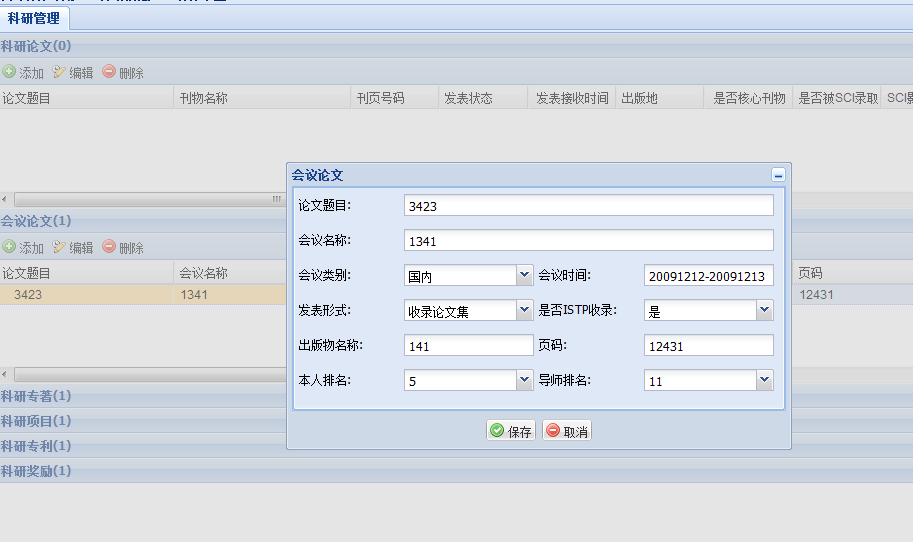 科研管理
科研论文(0)
添加 编辑 删除
论文题目 刊物名称 刊页号码 发表状态 发表接收时间 出版地 是否核心刊物 是否被SCI录取
会议论文(1)
添加 编辑 删除
论文题目 会议名称 页码
3423 1341 12431
科研专著(1)
科研项目(1)
科研专利(1)
科研奖励(1)
会议论文
论文题目: 3423
会议名称: 1341
会议类别: 国内 会议时间: 20091212-20091213
发表形式: 收录论文集 是否ISTP收录: 是
出版物名称: 141 页码: 12431
本人排名: 5 导师排名: 11
保存 取消